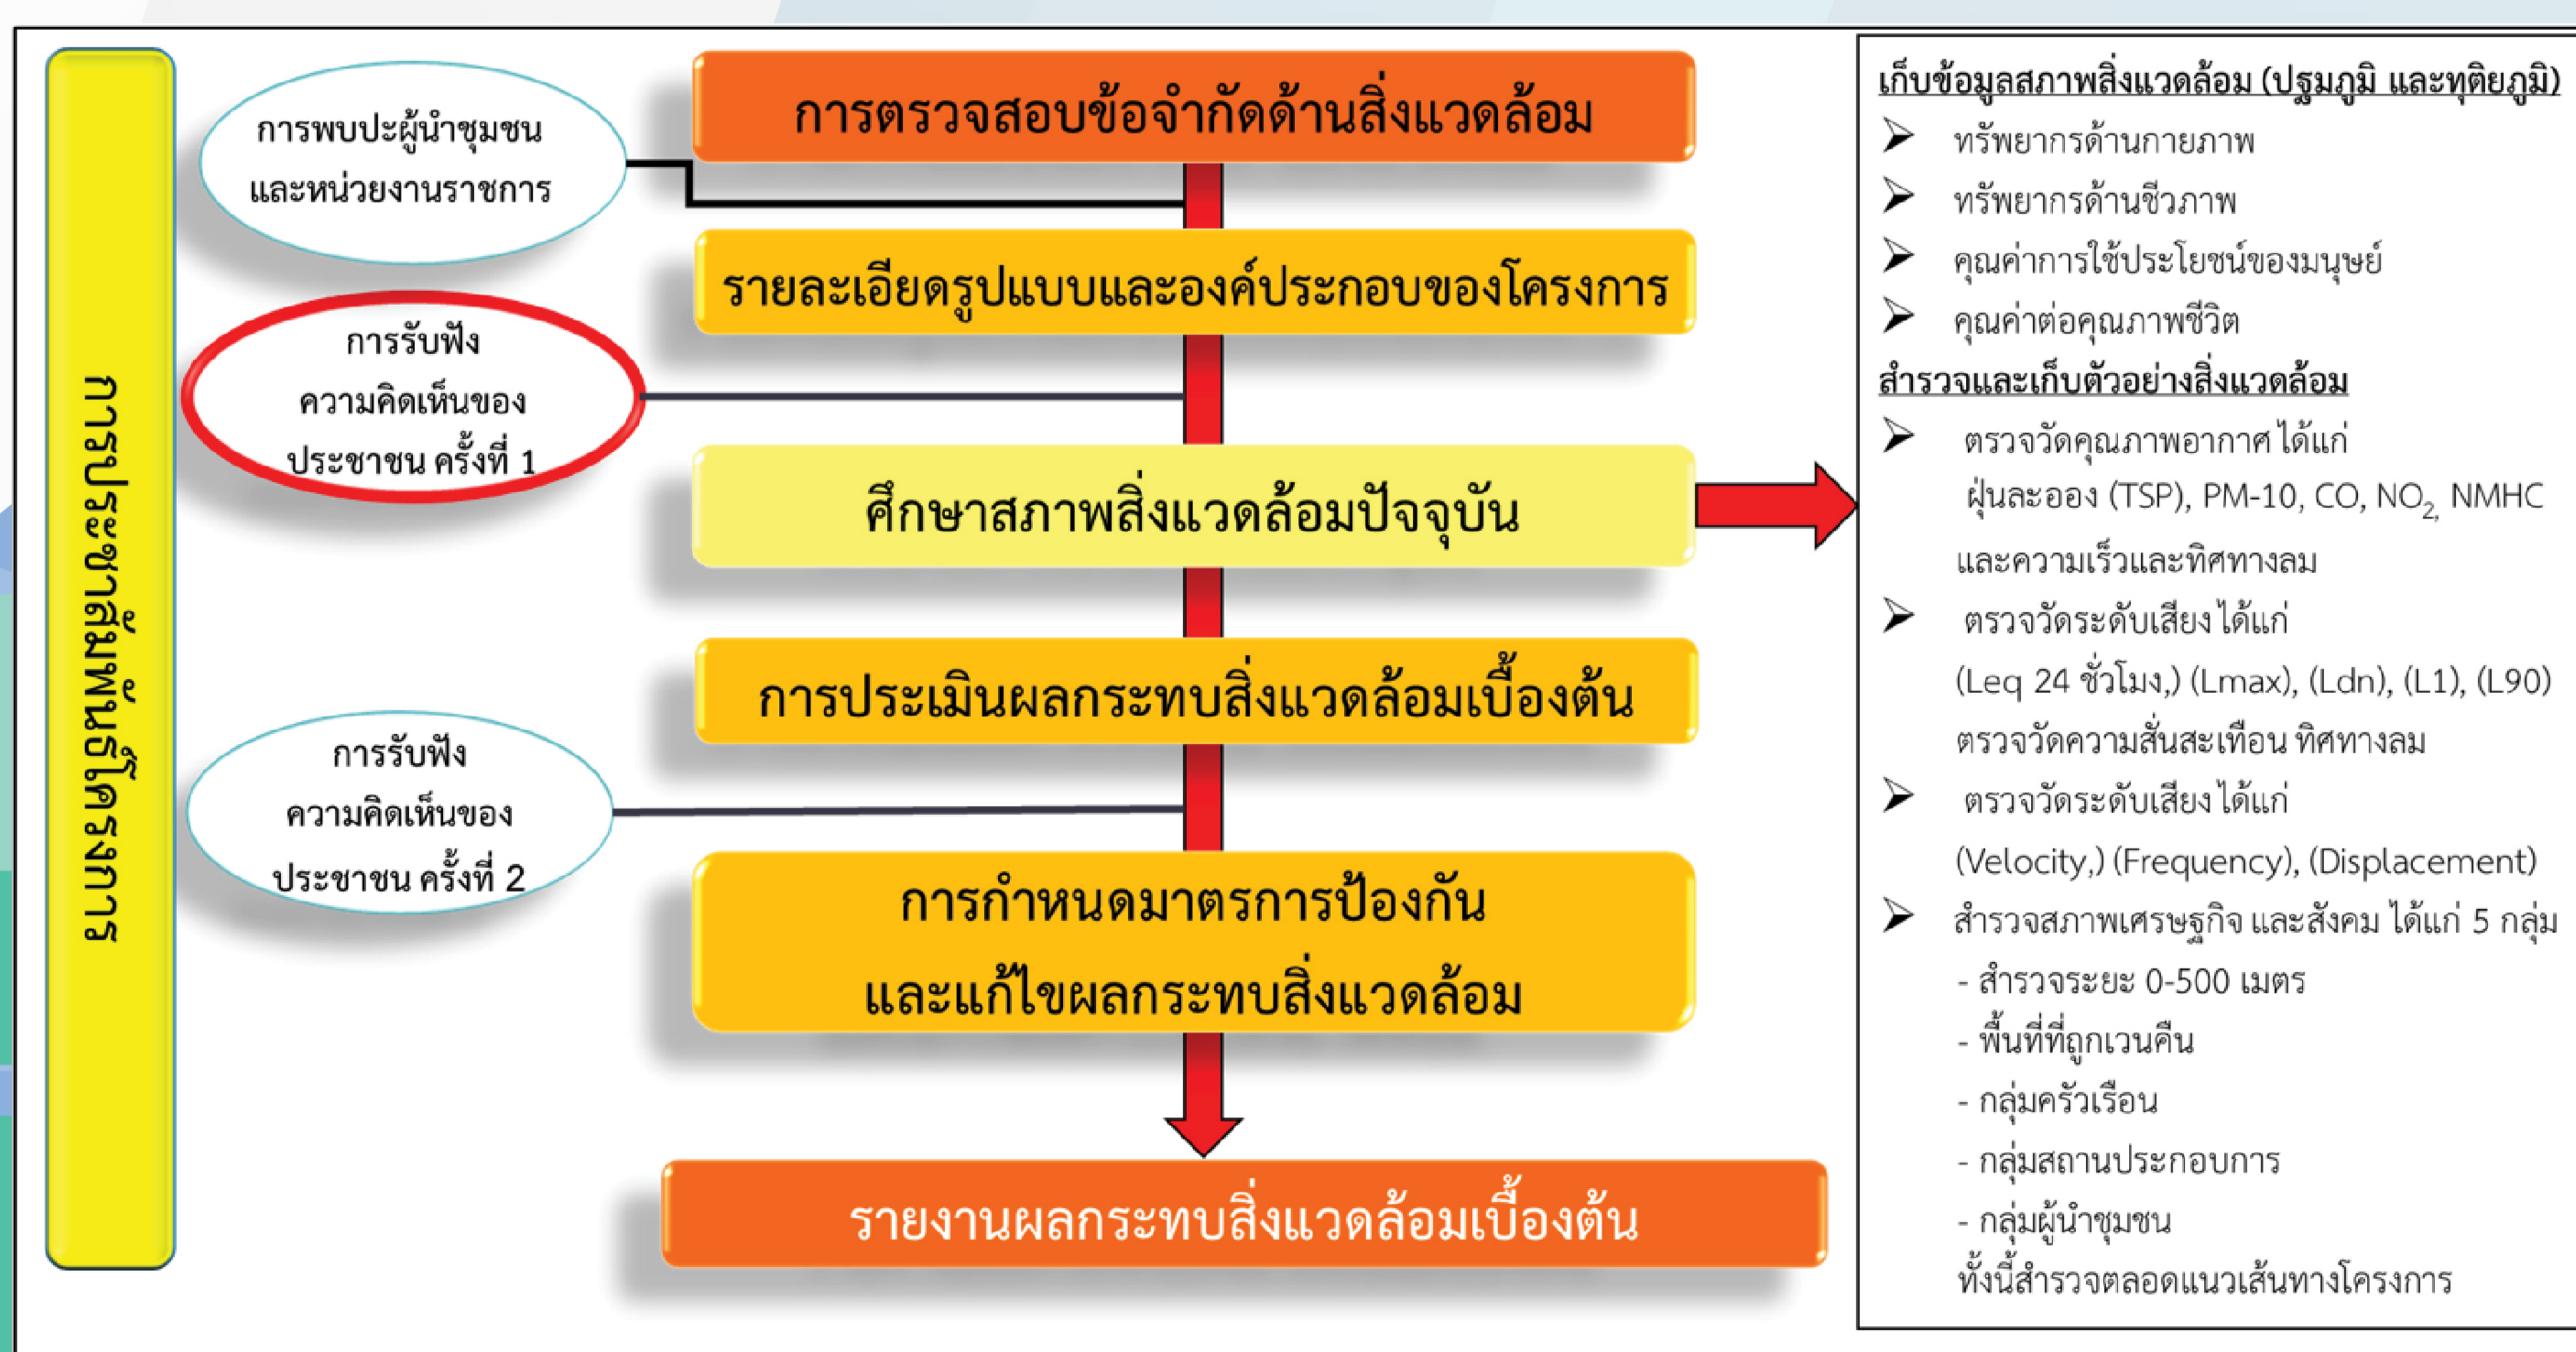 การประชาสัมพันธ์โครงการ
การพบปะผู้นำชุมชน
และหน่วยงานราชการ
การรับฟัง
ความคิดเห็นของ
ประชาชน ครั้งที่ 1
การรับฟัง
ความคิดเห็นของ
ประชาชน ครั้งที่ 2
การตรวจสอบข้อจำกัดด้านสิ่งแวดล้อม
รายละเอียดรูปแบบและองค์ประกอบของโครงการ
ศึกษาสภาพสิ่งแวดล้อมปัจจุบัน
การประเมินผลกระทบสิ่งแวดล้อมเบื้องต้น
การกำหนดมาตรการป้องกัน
และแก้ไขผลกระทบสิ่งแวดล้อม
รายงานผลกระทบสิ่งแวดล้อมเบื้องต้น
เก็บข้อมูลสภาพสิ่งแวดล้อม (ปฐมภูมิ และทุติยภูมิ)
➢ ทรัพยากรด้านกายภาพ
➢ ทรัพยากรด้านชีวภาพ
➢ คุณค่าการใช้ประโยชน์ของมนุษย์
➢ คุณค่าต่อคุณภาพชีวิต
สำรวจและเก็บตัวอย่างสิ่งแวดล้อม
➢ ตรวจวัดคุณภาพอากาศ ได้แก่
ฝุ่นละออง (TSP), PM-10, CO, NO₂, NMHC
และความเร็วและทิศทางลม
➢ ตรวจวัดระดับเสียง ได้แก่
(Leq 24 ชั่วโมง,) (Lmax), (Ldn), (L1), (L90)
ตรวจวัดความสั่นสะเทือน ทิศทางลม
➢ ตรวจวัดระดับเสียง ได้แก่
(Velocity,) (Frequency), (Displacement)
➢ สำรวจสภาพเศรษฐกิจ และสังคม ได้แก่ 5 กลุ่ม
- สำรวจระยะ 0-500 เมตร
- พื้นที่ที่ถูกเวนคืน
- กลุ่มครัวเรือน
- กลุ่มสถานประกอบการ
- กลุ่มผู้นำชุมชน
ทั้งนี้สำรวจตลอดแนวเส้นทางโครงการ